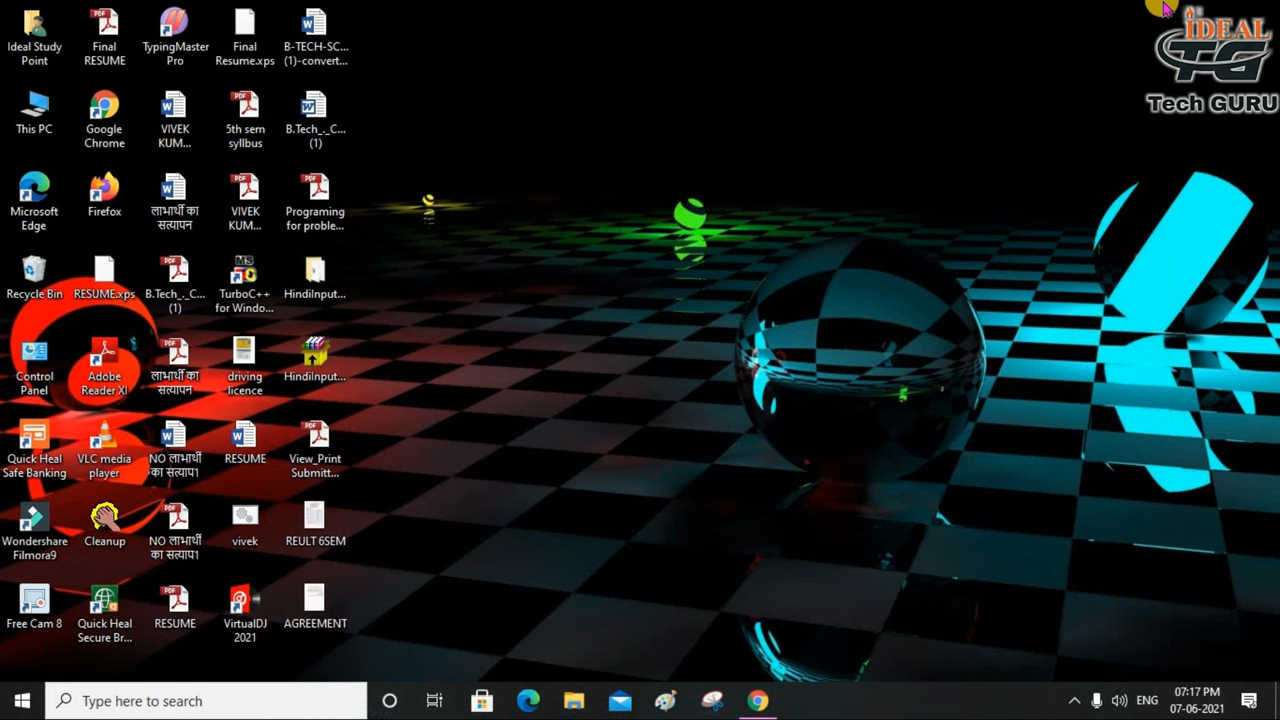 Ideal Study
Point
Final
RESUME
TypingMaster
Pro
Final
Resume.xps
B-TECH-SC...
(1)-convert...
This PC
Google
Chrome
VIVEK
KUM...
5th sem
syllbus
B.Tech_._C...
(1)
Microsoft
Edge
Firefox
लाभार्थी का
सत्यापन
VIVEK
KUM...
Programing
for proble...
Recycle Bin
RESUME.xps
B.Tech_._C...
(1)
TurboC++
for Windo...
HindiInput...
Control
Panel
Adobe
Reader XI
लाभार्थी का
सत्यापन
driving
licence
HindiInput...
Quick Heal
Safe Banking
VLC media
player
NO लाभार्थी
का सत्याप1
RESUME
View_Print
Submitt...
Wondershare
Filmora9
Cleanup
NO लाभार्थी
का सत्याप1
vivek
REULT 6SEM
Free Cam 8
Quick Heal
Secure Br...
RESUME
VirtualDJ
2021
AGREEMENT
IDEAL
TG
Tech GURU
Type here to search
ENG
07:17 PM
07-06-2021